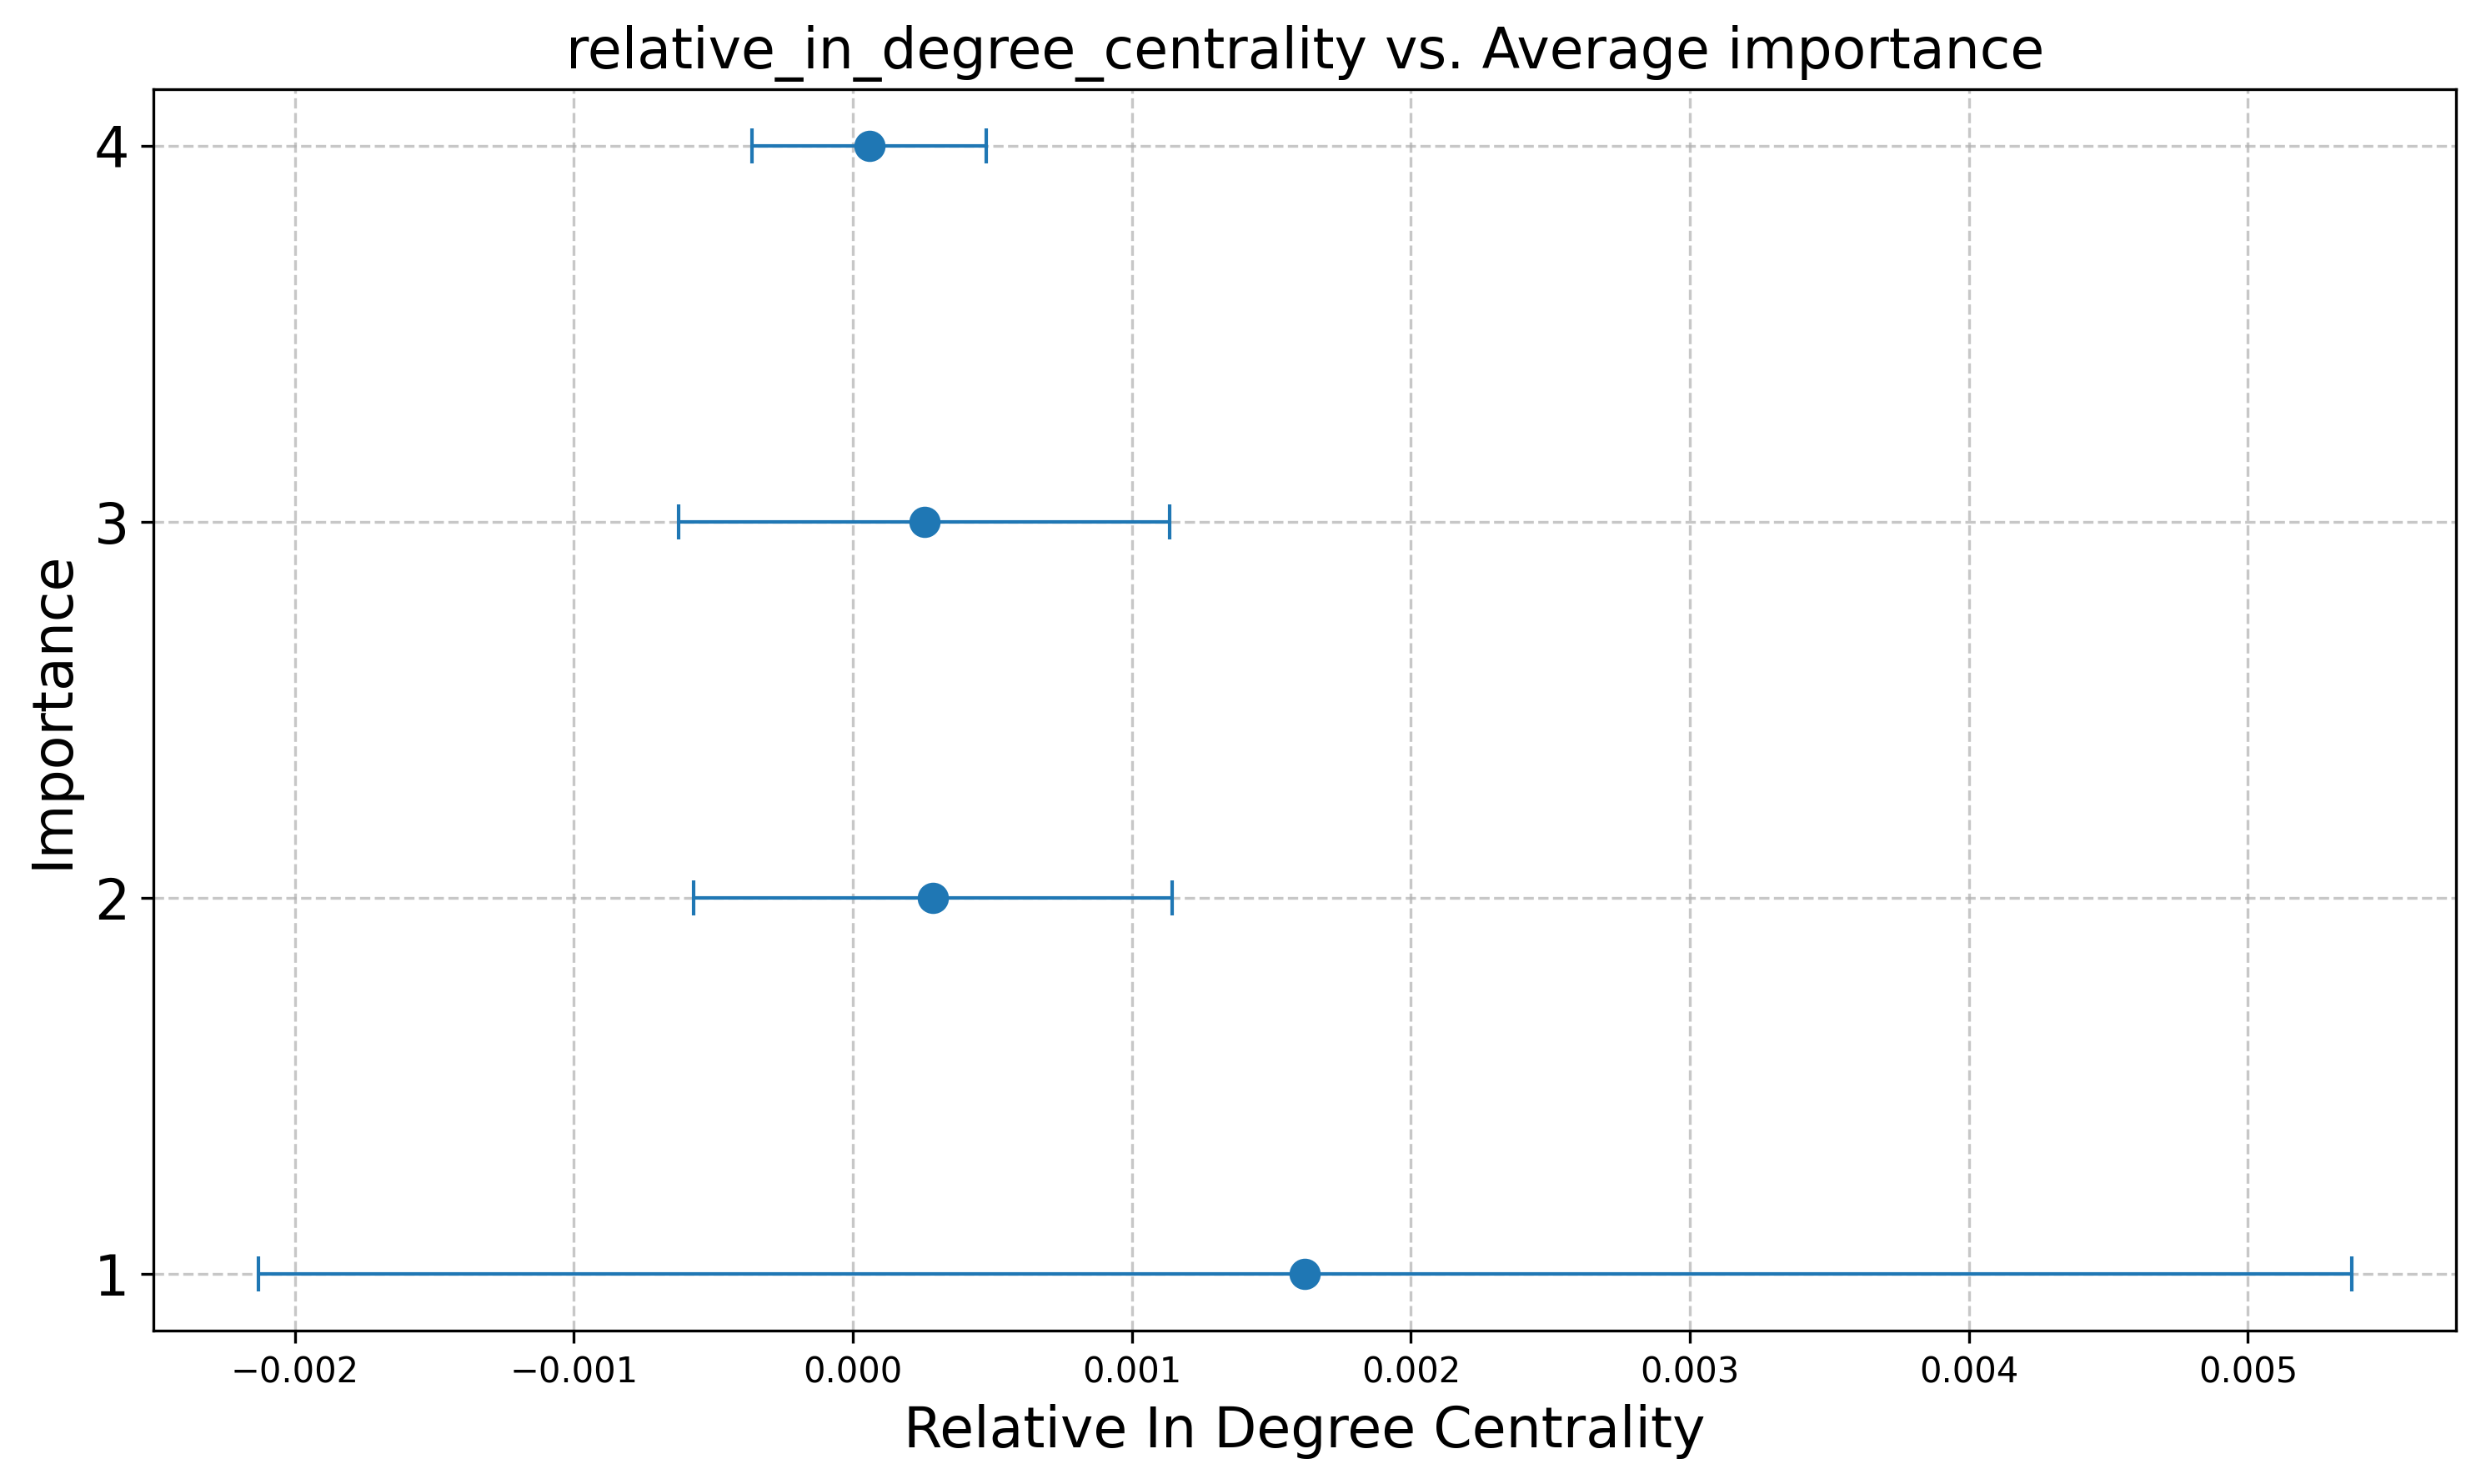 relative_in_degree_centrality vs. Average importance
4
3
2
1
Importance
−0.002 −0.001 0.000 0.001 0.002 0.003 0.004 0.005
Relative In Degree Centrality